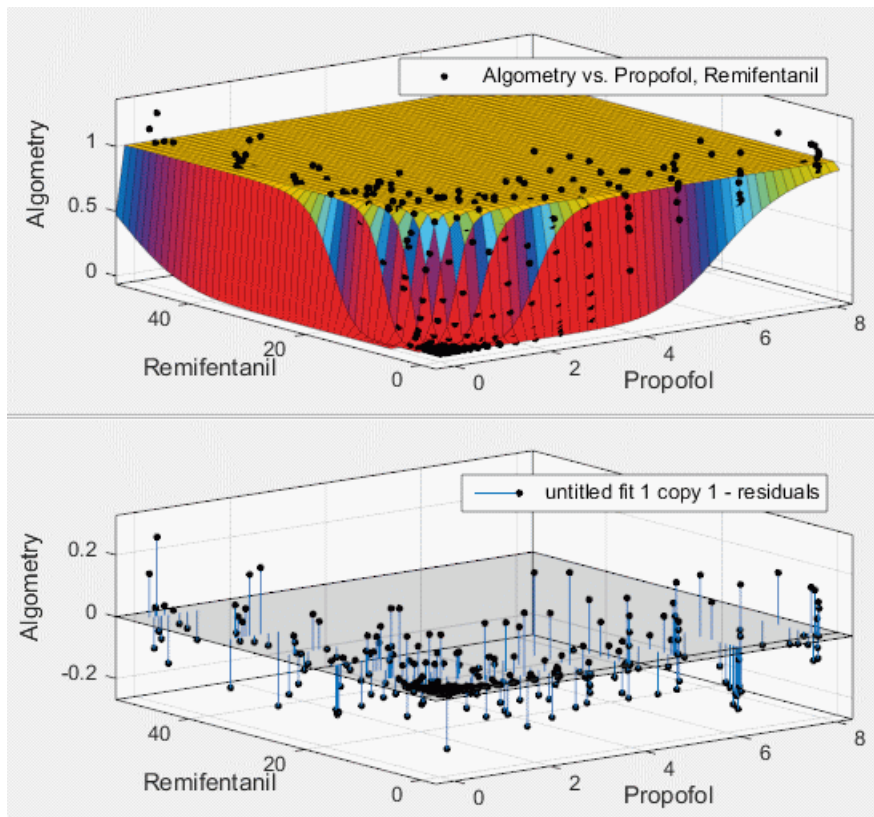 Algometry vs. Propofol, Remifentanil
Algometry
1
0.5
0
40
20
0
Remifentanil
0
2
4
6
8
Propofol
untitled fit 1 copy 1 - residuals
Algometry
0.2
0
-0.2
40
20
0
Remifentanil
0
2
4
6
8
Propofol